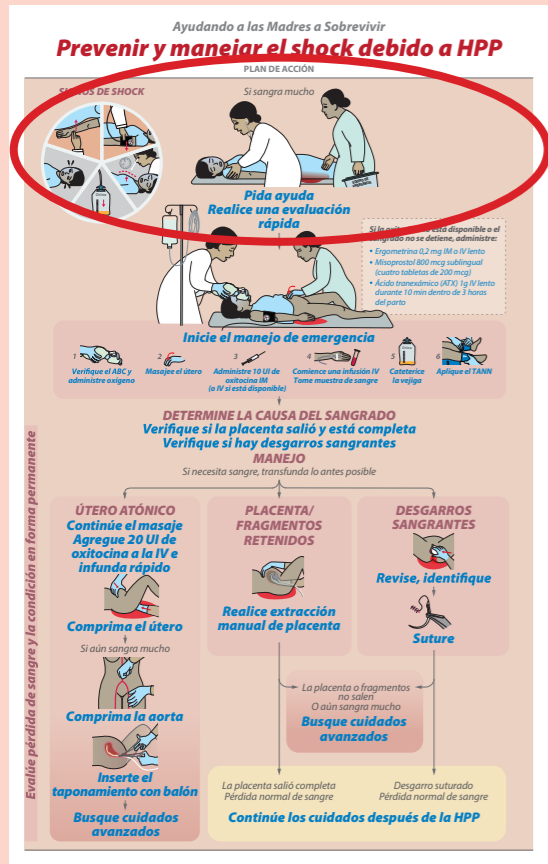 Ayudando a las Madres a Sobrevivir
Prevenir y manejar el shock debido a HPP
PLAN DE ACCIÓN
DE SHOCK
Si sangra mucho
Pida ayuda
Realice una evaluación
rápida
Si la está disponible o el
sangrado no se detiene, administre:
• Ergometrina 0,2 mg IM o IV lento
• Misoprostol 800 mcg sublingual
(cuatro tabletas de 200 mcg)
• Ácido tranexámico (ATX) 1g IV lento
durante 10 min dentro de 3 horas
del parto
Inicie el manejo de emergencia
1
Verifique el ABC y
administre oxígeno
2
Masajee el útero
3
Administre 10 UI de
oxitocina IM
(o IV si está disponible)
4
Comience una infusión IV
Tome muestra de sangre
5
Cateterice
la vejiga
6
Aplique el TANN
DETERMINE LA CAUSA DEL SANGRADO
Verifique si la placenta salió y está completa
Verifique si hay desgarros sangrantes
MANEJO
Si necesita sangre, transfunda lo antes posible
ÚTERO ATÓNICO
Continúe el masaje
Agregue 20 UI de
oxitocina a la IV e
infunda rápido
Comprima el útero
Si aún sangra mucho
Comprima la aorta
Inserte el
taponamiento con balón
Busque cuidados
avanzados
PLACENTA/
FRAGMENTOS
RETENIDOS
Realice extracción
manual de placenta
DESGARROS
SANGRANTES
Revise, identifique
Suture
La placenta o fragmentos
no salen
O aún sangra mucho
Busque cuidados
avanzados
La placenta salió completa
Pérdida normal de sangre
Desgarro suturado
Pérdida normal de sangre
Continúe los cuidados después de la HPP
Evalúe pérdida de sangre y la condición en forma permanente